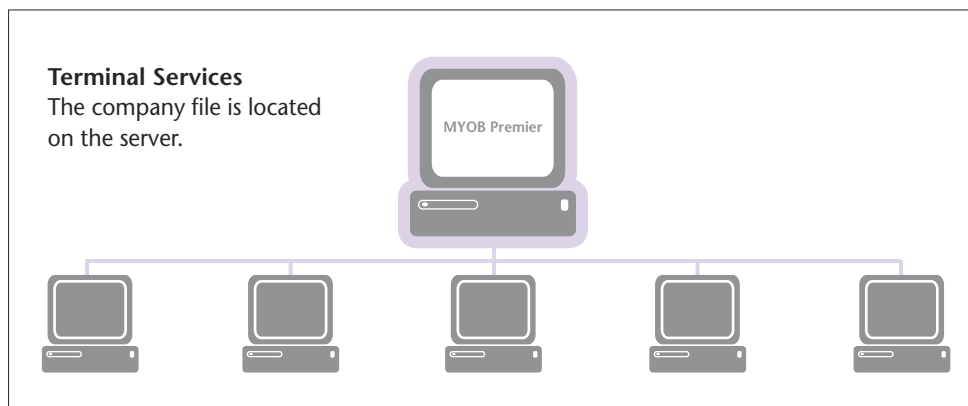 Terminal Services
The company file is located
on the server.
MYOB Premier